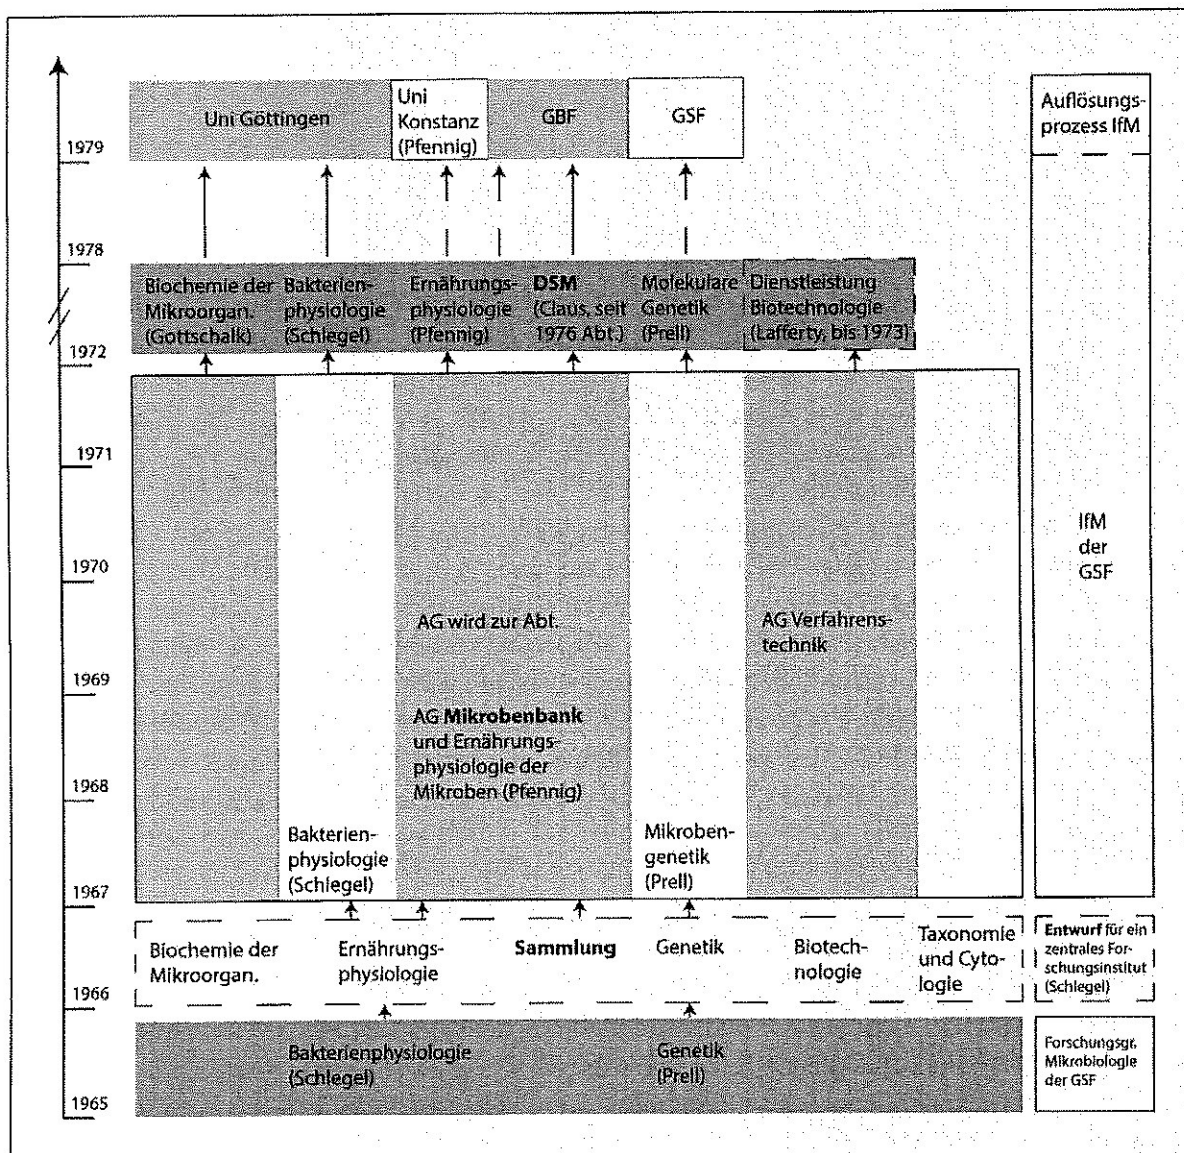 Uni Göttingen
Uni
Konstanz
(Pfennig)
GBF
GSF
Auflösungs-
prozess IfM
1979
1978
Biochemie der
Mikroorgan.
(Gottschalk)
Bakterien-
physiologie
(Schlegel)
Ernährungs-
physiologie
(Pfennig)
DSM
(Claus, seit
1976 Abt.)
Molekulare
Genetik
(Prell)
Dienstleistung
Biotechnologie
(Lafferty, bis 1973)
1972
1971
1970
1969
1968
1967
AG wird zur Abt.
AG Mikrobenbank
und Ernährungs-
physiologie der
Mikroben (Pfennig)
AG Verfahrens-
technik
IfM
der
GSF
Bakterien-
physiologie
(Schlegel)
Mikroben-
genetik
(Prell)
Biochemie der
Mikroorgan.
Ernährungs-
physiologie
Sammlung
Genetik
Biotech-
nologie
Taxonomie
und Cyto-
logie
Entwurf für ein
zentrales For-
schungsinstitut
(Schlegel)
1966
Bakterienphysiologie
(Schlegel)
Genetik
(Prell)
Forschungsgr.
Mikrobiologie
der GSF
1965